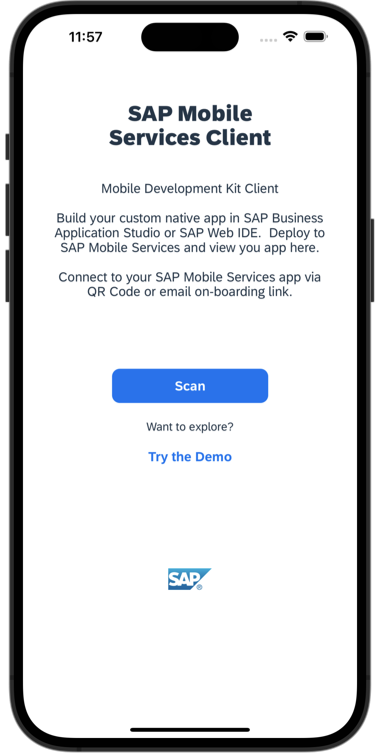 11:57
SAP Mobile
Services Client
Mobile Development Kit Client
Build your custom native app in SAP Business
Application Studio or SAP Web IDE.  Deploy to
SAP Mobile Services and view you app here.
Connect to your SAP Mobile Services app via
QR Code or email on-boarding link.
Scan
Want to explore?
Try the Demo
SAP®